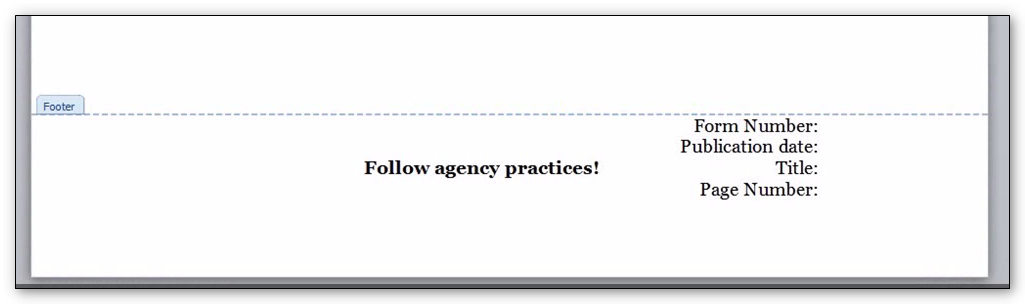 Footer
Form Number:
Publication date:
Follow agency practices! Title:
Page Number: